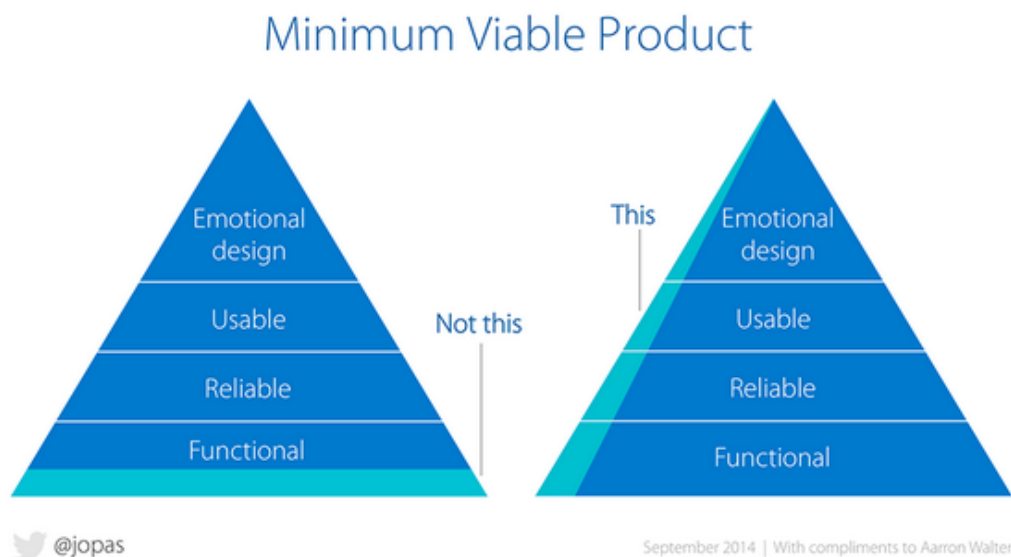 Minimum Viable Product
Emotional
design
Usable
Reliable
Functional
Not this
This
Emotional
design
Usable
Reliable
Functional
@jopas
September 2014 | With compliments to Aarron Walter